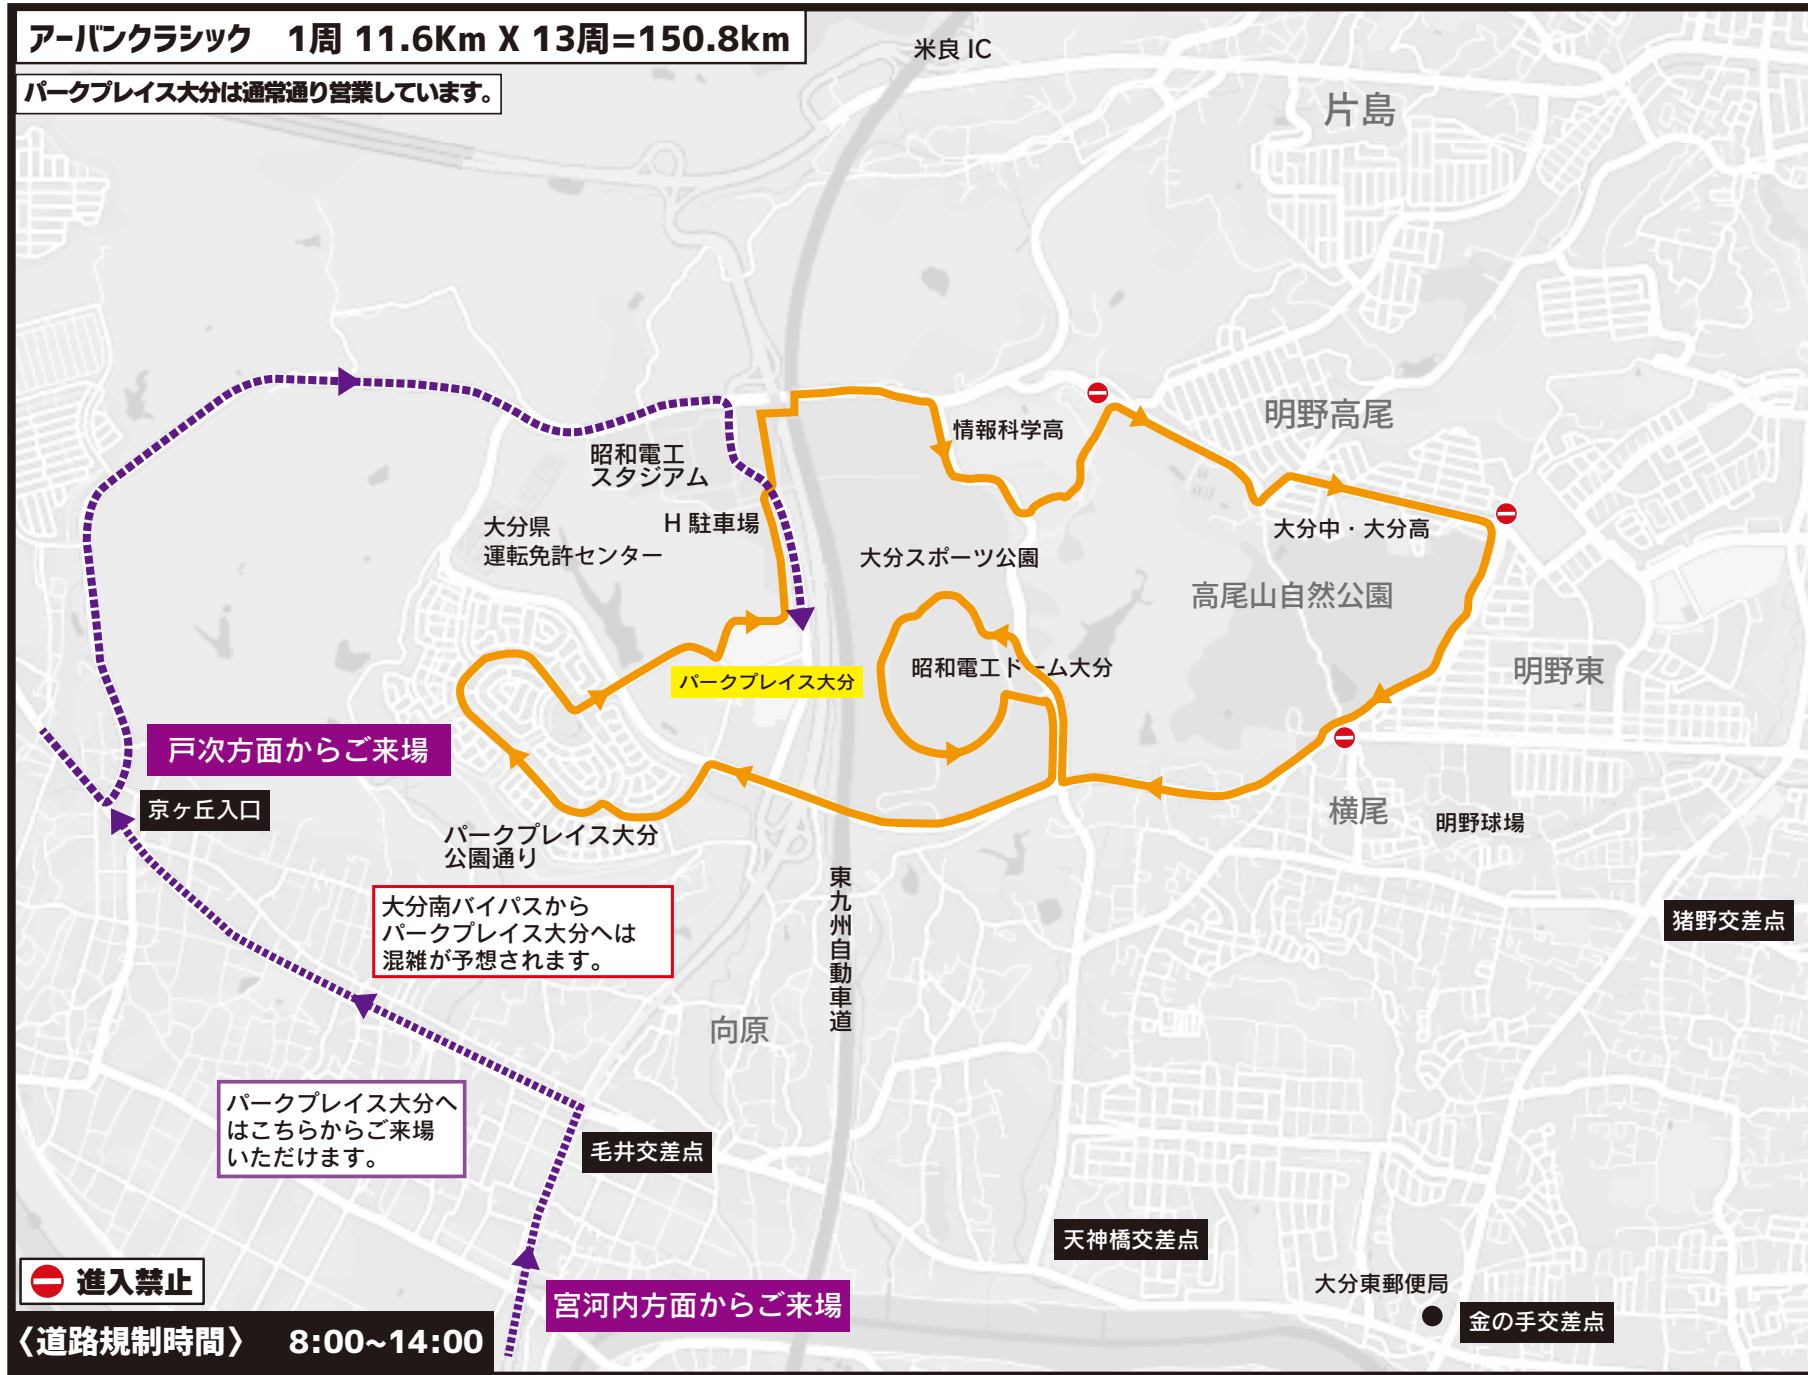 アーバンクラシック 1周 11.6Km X 13周=150.8km
パークプレイス大分は通常通り営業しています。
米良 IC
片島
明野高尾
情報科学高
昭和電工
スタジアム
H 駐車場
大分県
運転免許センター
大分スポーツ公園
大分中・大分高
高尾山自然公園
明野東
昭和電工ドーム大分
パークプレイス大分
戸次方面からご来場
京ヶ丘入口
パークプレイス大分
公園通り
横尾
明野球場
大分南バイパスから
パークプレイス大分へは
混雑が予想されます。
東九州自動車道
猪野交差点
向原
パークプレイス大分へ
はこちらからご来場
いただけます。
毛井交差点
天神橋交差点
大分東郵便局
金の手交差点
進入禁止
宮河内方面からご来場
〈道路規制時間〉 8:00~14:00